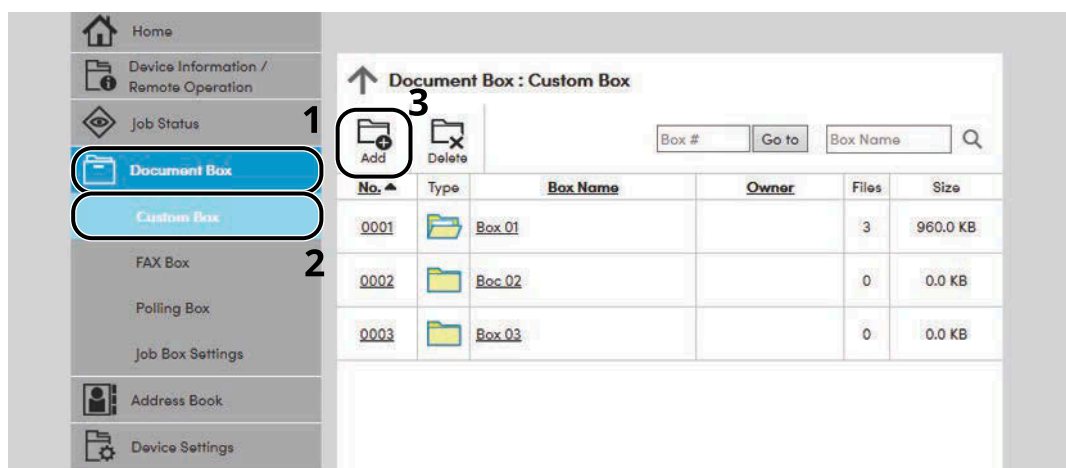 Home
Device Information /
Remote Operation
Job Status
1
Document Box
Custom Box
2
FAX Box
Polling Box
Job Box Settings
Address Book
Device Settings
Document Box : Custom Box
3
Add
Delete
Box #
Go to
Box Name
No. Type Box Name Owner Files Size
0001 Box 01 3 960.0 KB
0002 Boc 02 0 0.0 KB
0003 Box 03 0 0.0 KB